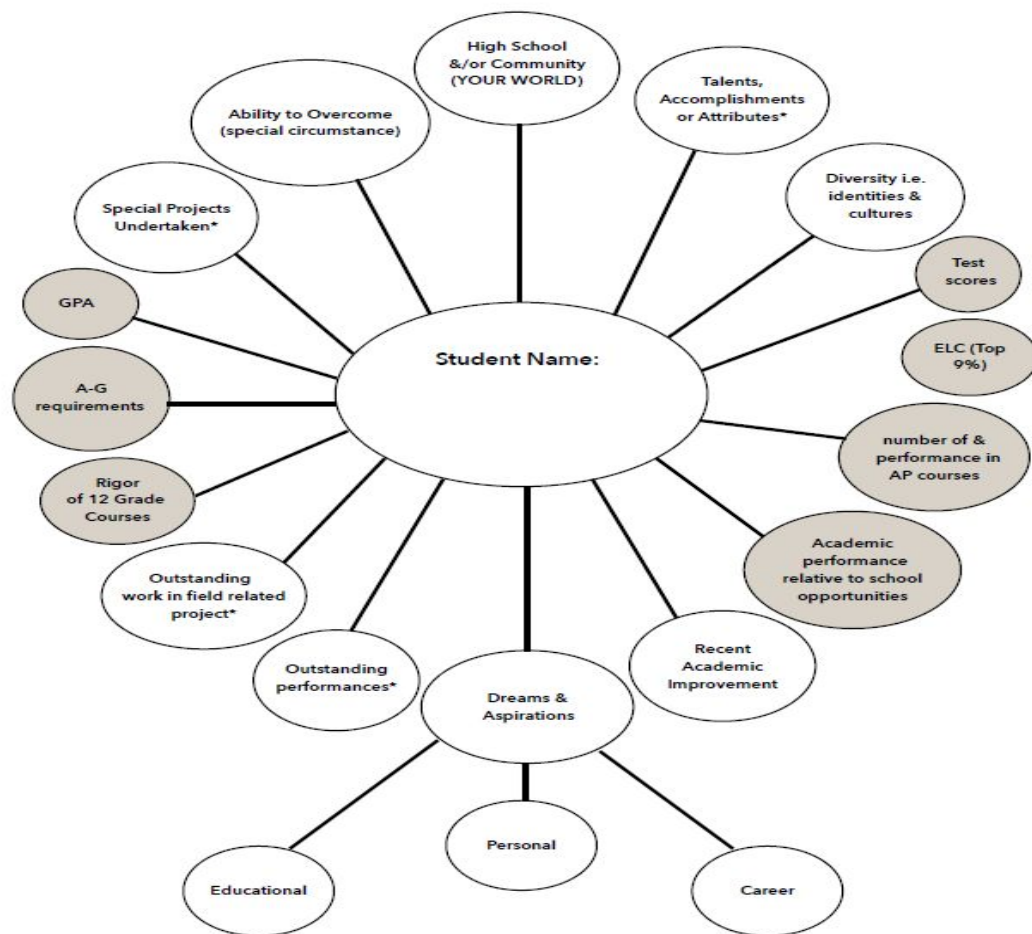 High School
&/or Community
(YOUR WORLD)
Talents,
Accomplishments
or Attributes*
Ability to Overcome
(special circumstance)
Diversity i.e.
identities &
cultures
Special Projects
Undertaken*
Test
scores
GPA
Student Name:
ELC (Top
9%)
A-G
requirements
number of &
performance in
AP courses
Rigor
of 12 Grade
Courses
Academic
performance
relative to school
opportunities
Outstanding
work in field related
project*
Recent
Academic
Improvement
Outstanding
performances*
Dreams &
Aspirations
Personal
Educational
Career